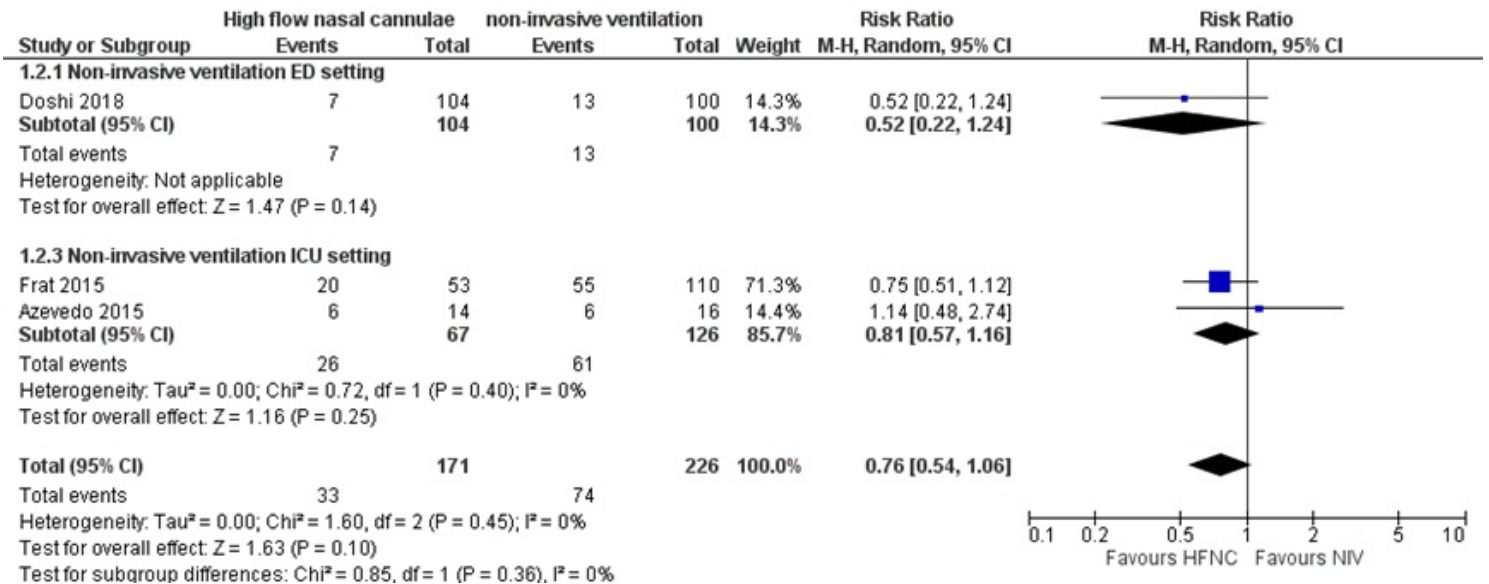 High flow nasal cannulae non-invasive ventilation Risk Ratio Risk Ratio
Study or Subgroup Events Total Events Total Weight M-H, Random, 95% CI M-H, Random, 95% CI
1.2.1 Non-invasive ventilation ED setting
Doshi 2018 7 104 13 100 14.3% 0.52 [0.22, 1.24]
Subtotal (95% CI) 104 100 14.3% 0.52 [0.22, 1.24]
Total events 7 13
Heterogeneity: Not applicable
Test for overall effect: Z = 1.47 (P = 0.14)
1.2.3 Non-invasive ventilation ICU setting
Frat 2015 20 53 55 110 71.3% 0.75 [0.51, 1.12]
Azevedo 2015 6 14 6 16 14.4% 1.14 [0.48, 2.74]
Subtotal (95% CI) 67 126 85.7% 0.81 [0.57, 1.16]
Total events 26 61
Heterogeneity: Tau² = 0.00; Chi² = 0.72, df = 1 (P = 0.40); I² = 0%
Test for overall effect: Z = 1.16 (P = 0.25)
Total (95% CI) 171 226 100.0% 0.76 [0.54, 1.06]
Total events 33 74
Heterogeneity: Tau² = 0.00; Chi² = 1.60, df = 2 (P = 0.45); I² = 0%
Test for overall effect: Z = 1.63 (P = 0.10)
Test for subgroup differences: Chi² = 0.85, df = 1 (P = 0.36), I² = 0%
0.1 0.2 0.5 1 2 5 10
Favours HFNC Favours NIV